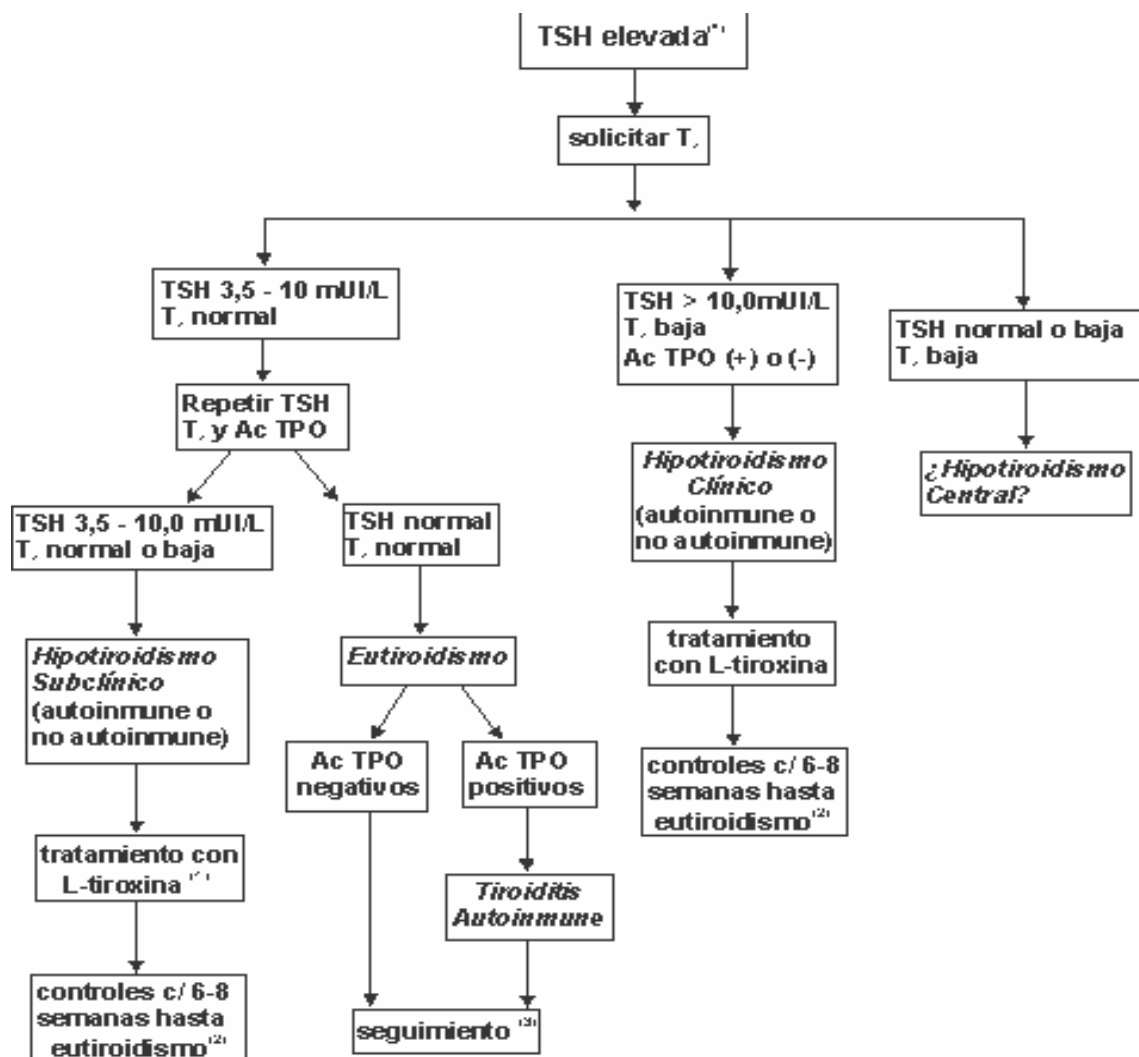 TSH elevada(*)
solicitar T
TSH 3,5 - 10 mUI/L
T normal
TSH > 10,0mUI/L
T baja
Ac TPO (+) o (-)
TSH normal o baja
T baja
Repetir TSH
T y Ac TPO
Hipotiroidismo
Clínico
(autoinmune o
no autoinmune)
¿Hipotiroidismo
Central?
TSH 3,5 - 10,0 mUI/L
T normal o baja
TSH normal
T normal
Hipotiroidismo
Subclínico
(autoinmune o
no autoinmune)
Eutiroidismo
tratamiento
con L-tiroxina
Ac TPO
negativos
Ac TPO
positivos
controles c/ 6-8
semanas hasta
eutiroidismo(2)
tratamiento con
L-tiroxina
Tiroiditis
Autoinmune
controles c/ 6-8
semanas hasta
eutiroidismo(2)
seguimiento (3)